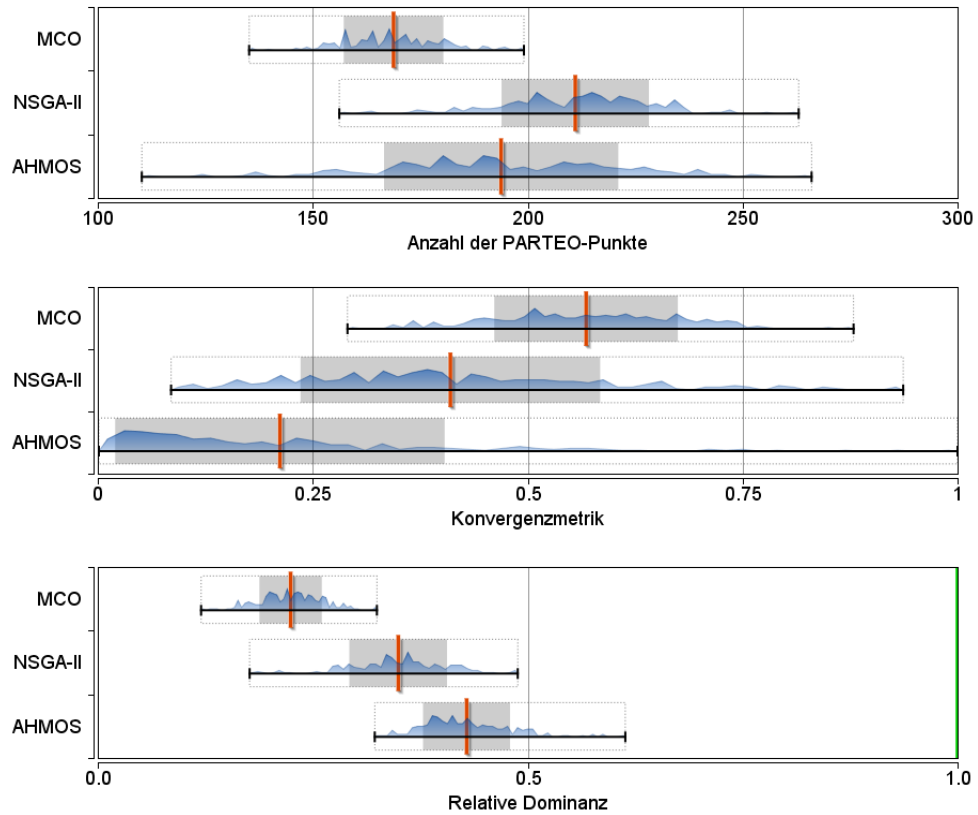 MCO
NSGA-II
AHMOS
100 150 200 250 300
Anzahl der PARTEO-Punkte
MCO
NSGA-II
AHMOS
0 0.25 0.5 0.75 1
Konvergenzmetrik
MCO
NSGA-II
AHMOS
0.0 0.5 1.0
Relative Dominanz